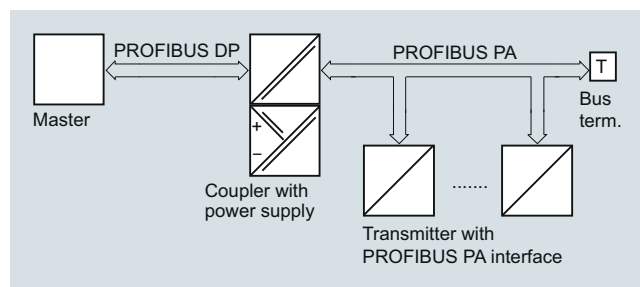 PROFIBUS DP
PROFIBUS PA
Master
T
Bus
term.
+
–
Coupler with
power supply
.......
Transmitter with
PROFIBUS PA interface